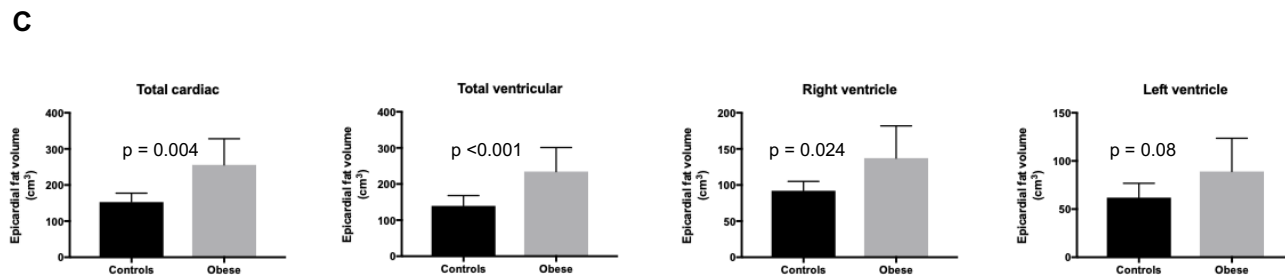 C
Total cardiac
Epicardial fat volume
(cm³)
400
300
200
100
0
p = 0.004
Controls
Obese
Total ventricular
Epicardial fat volume
(cm³)
400
300
200
100
0
p <0.001
Controls
Obese
Right ventricle
Epicardial fat volume
(cm³)
200
150
100
50
0
p = 0.024
Controls
Obese
Left ventricle
Epicardial fat volume
(cm³)
150
100
50
0
p = 0.08
Controls
Obese